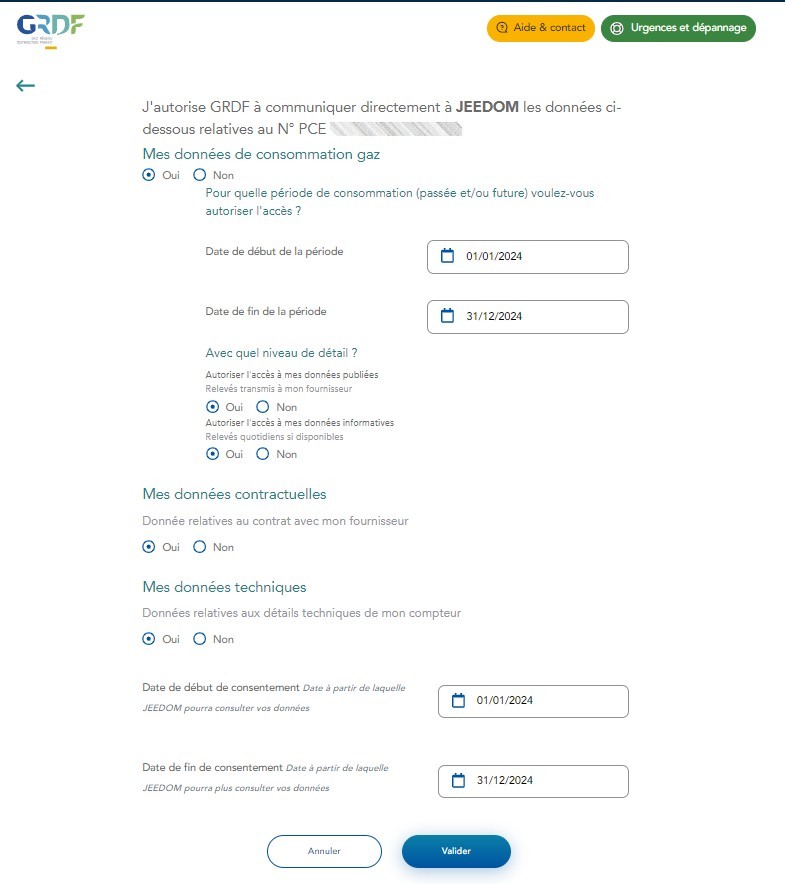 GRDF
Aide & contact
Urgences et dépannage
J'autorise GRDF à communiquer directement à JEEDOM les données ci-
dessous relatives au N° PCE
Mes données de consommation gaz
Oui Non
Pour quelle période de consommation (passée et/ou future) voulez-vous
autoriser l'accès ?
Date de début de la période
01/01/2024
Date de fin de la période
31/12/2024
Avec quel niveau de détail ?
Autoriser l'accès à mes données publiées
Relevés transmis à mon fournisseur
Oui Non
Autoriser l'accès à mes données informatives
Relevés quotidiens si disponibles
Oui Non
Mes données contractuelles
Donnée relatives au contrat avec mon fournisseur
Oui Non
Mes données techniques
Données relatives aux détails techniques de mon compteur
Oui Non
Date de début de consentement Date à partir de laquelle
JEEDOM pourra consulter vos données
01/01/2024
Date de fin de consentement Date à partir de laquelle
JEEDOM pourra plus consulter vos données
31/12/2024
Annuler
Valider